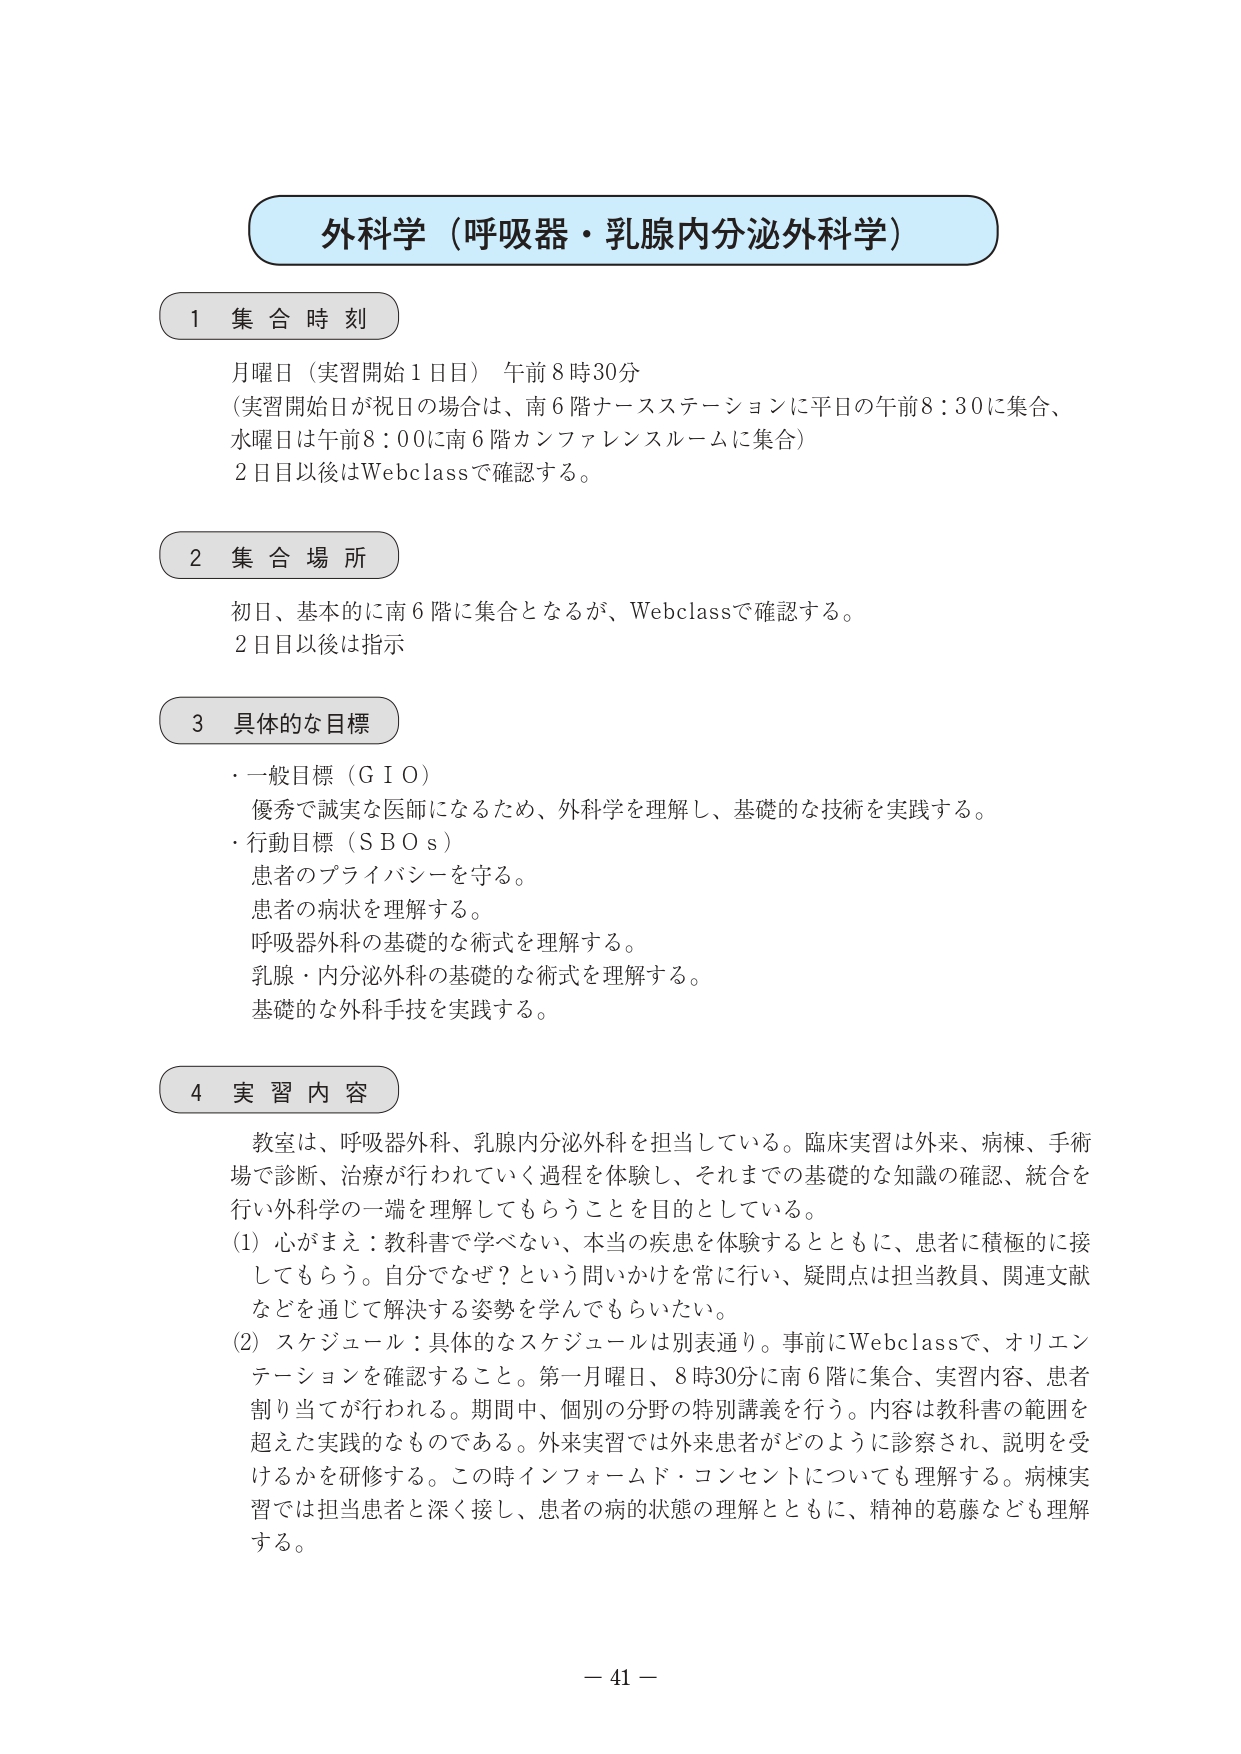 外科学（呼吸器・乳腺内分泌外科学）
1　集合時刻
月曜日（実習開始１日目）　午前８時30分
（実習開始日が祝日の場合は、南６階ナースステーションに平日の午前8：30に集合、
水曜日は午前8：00に南６階カンファレンスルームに集合）
２日目以後はWebclassで確認する。
2　集合場所
初日、基本的に南６階に集合となるが、Webclassで確認する。
２日目以後は指示
3　具体的な目標
・一般目標（ＧＩＯ）
優秀で誠実な医師になるため、外科学を理解し、基礎的な技術を実践する。
・行動目標（ＳＢＯｓ）
患者のプライバシーを守る。
患者の病状を理解する。
呼吸器外科の基礎的な術式を理解する。
乳腺・内分泌外科の基礎的な術式を理解する。
基礎的な外科手技を実践する。
4　実習内容
教室は、呼吸器外科、乳腺内分泌外科を担当している。臨床実習は外来、病棟、手術
場で診断、治療が行われていく過程を体験し、それまでの基礎的な知識の確認、統合を
行い外科学の一端を理解してもらうことを目的としている。
(1)　心がまえ：教科書で学べない、本当の疾患を体験するとともに、患者に積極的に接
してもらう。自分でなぜ？という問いかけを常に行い、疑問点は担当教員、関連文献
などを通じて解決する姿勢を学んでもらいたい。
(2)　スケジュール：具体的なスケジュールは別表通り。事前にWebclassで、オリエン
テーションを確認すること。第一月曜日、８時30分に南６階に集合、実習内容、患者
割り当てが行われる。期間中、個別の分野の特別講義を行う。内容は教科書の範囲を
超えた実践的なものである。外来実習では外来患者がどのように診察され、説明を受
けるかを研修する。この時インフォームド・コンセントについても理解する。病棟実
習では担当患者と深く接し、患者の病的状態の理解とともに、精神的葛藤なども理解
する。
― 41 ―